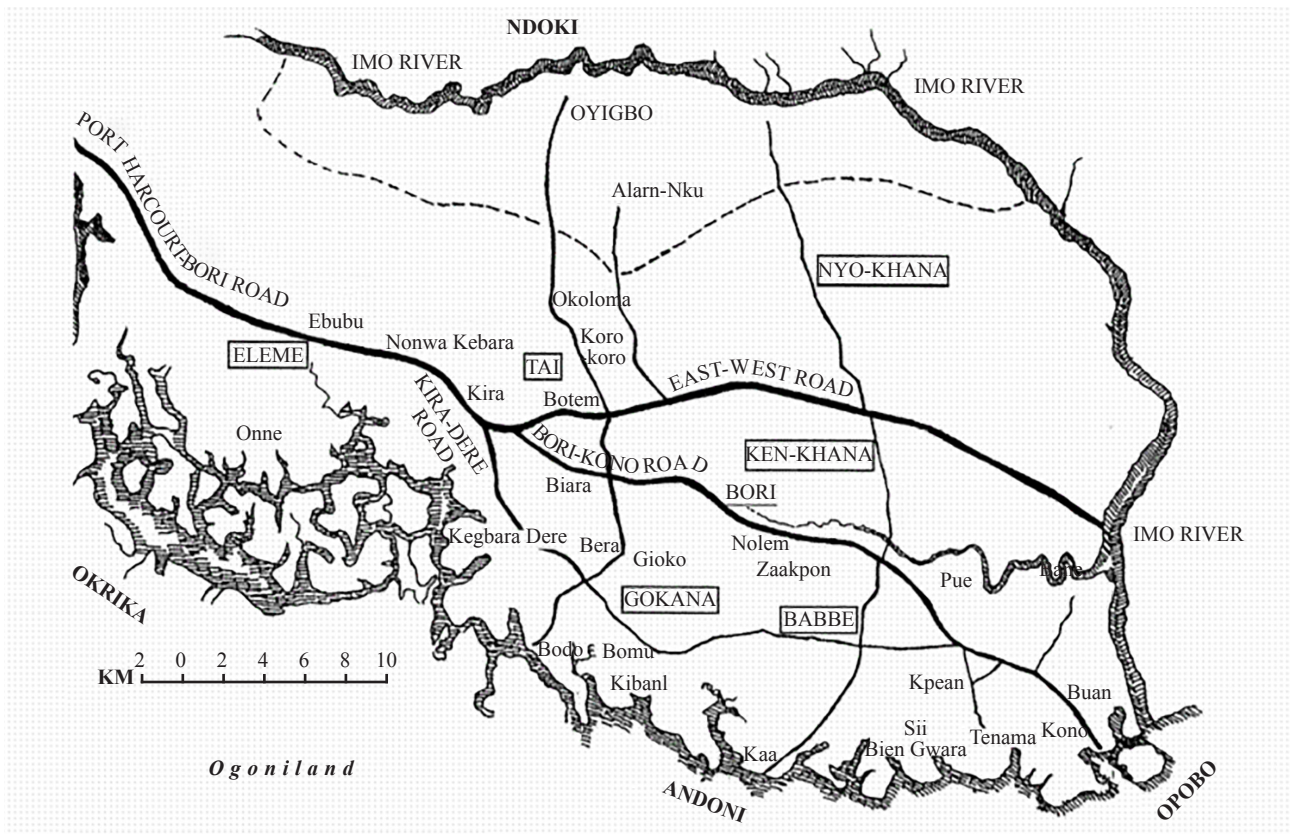 NDOKI
IMO RIVER
IMO RIVER
OYIGBO
PORT HARCOURT-BORI ROAD
Alarn-Nku
NYO-KHANA
Okoloma
Ebubu
Koro
-koro
Nonwa Kebara
ELEME
TAI
EAST-WEST ROAD
KIRA-DERE
ROAD
Kira
Botem
Onne
BORI-KONO ROAD
KEN-KHANA
Biara
BORI
Kegbara Dere
Bera
Gioko
Nolem
Zaakpon
IMO RIVER
Pue
Bane
OKRIKA
GOKANA
BABBE
Bodo
Bomu
KM
2 0 2 4 6 8 10
Kibanl
Kpean
Buan
Sii
Bien Gwara
Tenama
Kono
Kaa
Ogoniland
ANDONI
OPOBO